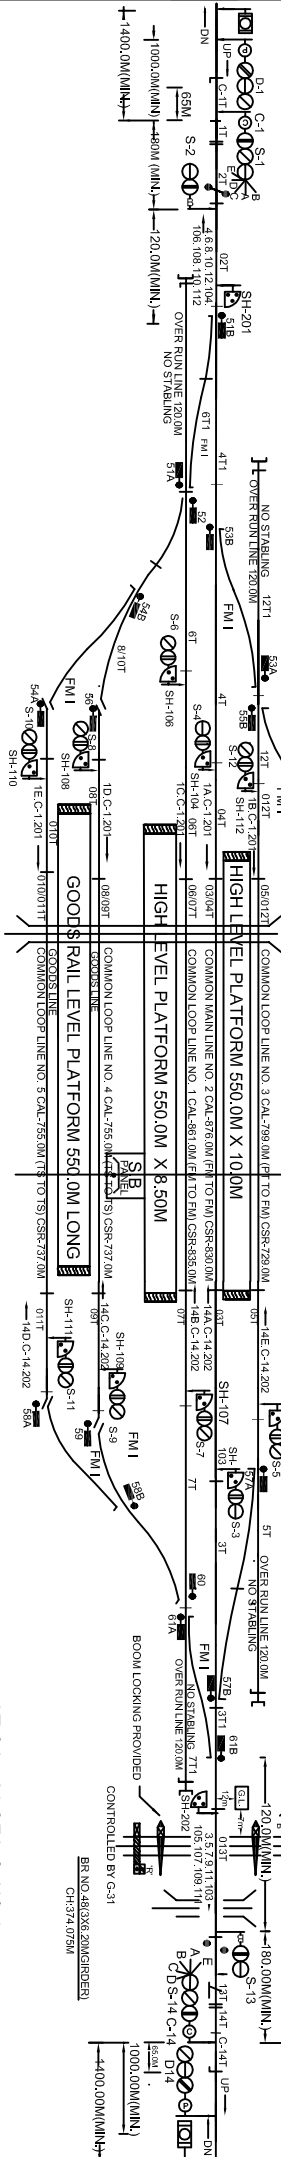 1400.0M(MIN.)
1000.0M(MIN)
180M (MIN.)
120.0M(MIN.)
65M
DN
UP
D-1
C-1
S-1
C-1T
1T
2T
S-2
A
B
C
D
E
4.6.8.10.12.104.
106.108.110.112
02T
SH-201
51B
OVER RUN LINE 120.0M
NO STABLING
6T1
FM I
4T1
51A
52
53B
NO STABLING
OVER RUN LINE 120.0M
12T1
FM I
53A
54B
8/10T
S-6
SH-106
6T
4T
55B
12T
012T
FM I
54A
S-10
SH-110
56
S-8
SH-108
S-4
SH-104
S-12
SH-112
1E.C-1.201
1D.C-1.201
1C.C-1.201
1A.C-1.201
1B.C-1.201
010T
08T
06T
04T
010/011T
08/09T
06/07T
03/04T
05/012T
GOODS LINE
GOODS LINE
GOODS RAIL LEVEL PLATFORM 550.0M LONG
HIGH LEVEL PLATFORM 550.0M X 8.50M
HIGH LEVEL PLATFORM 550.0M X 10.0M
COMMON LOOP LINE NO. 5 CAL-755.0M (TS TO TS) CSR-737.0M
COMMON LOOP LINE NO. 4 CAL-755.0M (TS TO TS) CSR-737.0M
COMMON LOOP LINE NO. 1 CAL-861.0M (FM TO FM) CSR-835.0M
COMMON MAIN LINE NO. 2 CAL-876.0M (FM TO FM) CSR-830.0M
COMMON LOOP LINE NO. 3 CAL-799.0M (PT TO FM) CSR-729.0M
S.B
PANEL
011T
09T
07T
03T
05T
14D.C-14.202
14C.C-14.202
14B.C-14.202
14A.C-14.202
14E.C-14.202
SH-111
S-11
58A
SH-109
S-9
59
FM I
FM I
58B
SH-107
S-7
7T
SH-
103
S-3
57A
S-5
5T
3T
OVER RUN LINE 120.0M
NO STABLING
60
61A
FM I
57B
3T1
61B
NO STABLING
OVER RUN LINE 120.0M
7T1
SH-202
BOOM LOCKING PROVIDED
G.L.
12m
7m
120.0M(MIN.)
180.00M(MIN.)
013T
3.5.7.9.11.103
105.107.109.111
'R'
CONTROLLED BY G-31
BR NO.48(3X6.20MGIRDER)
CH:374.075M
S-13
A
B
C
D
E
S-14
C-14
D14
13T
14T
C-14T
UP
DN
65.0M
1000.00M(MIN.)
1400.00M(MIN.)